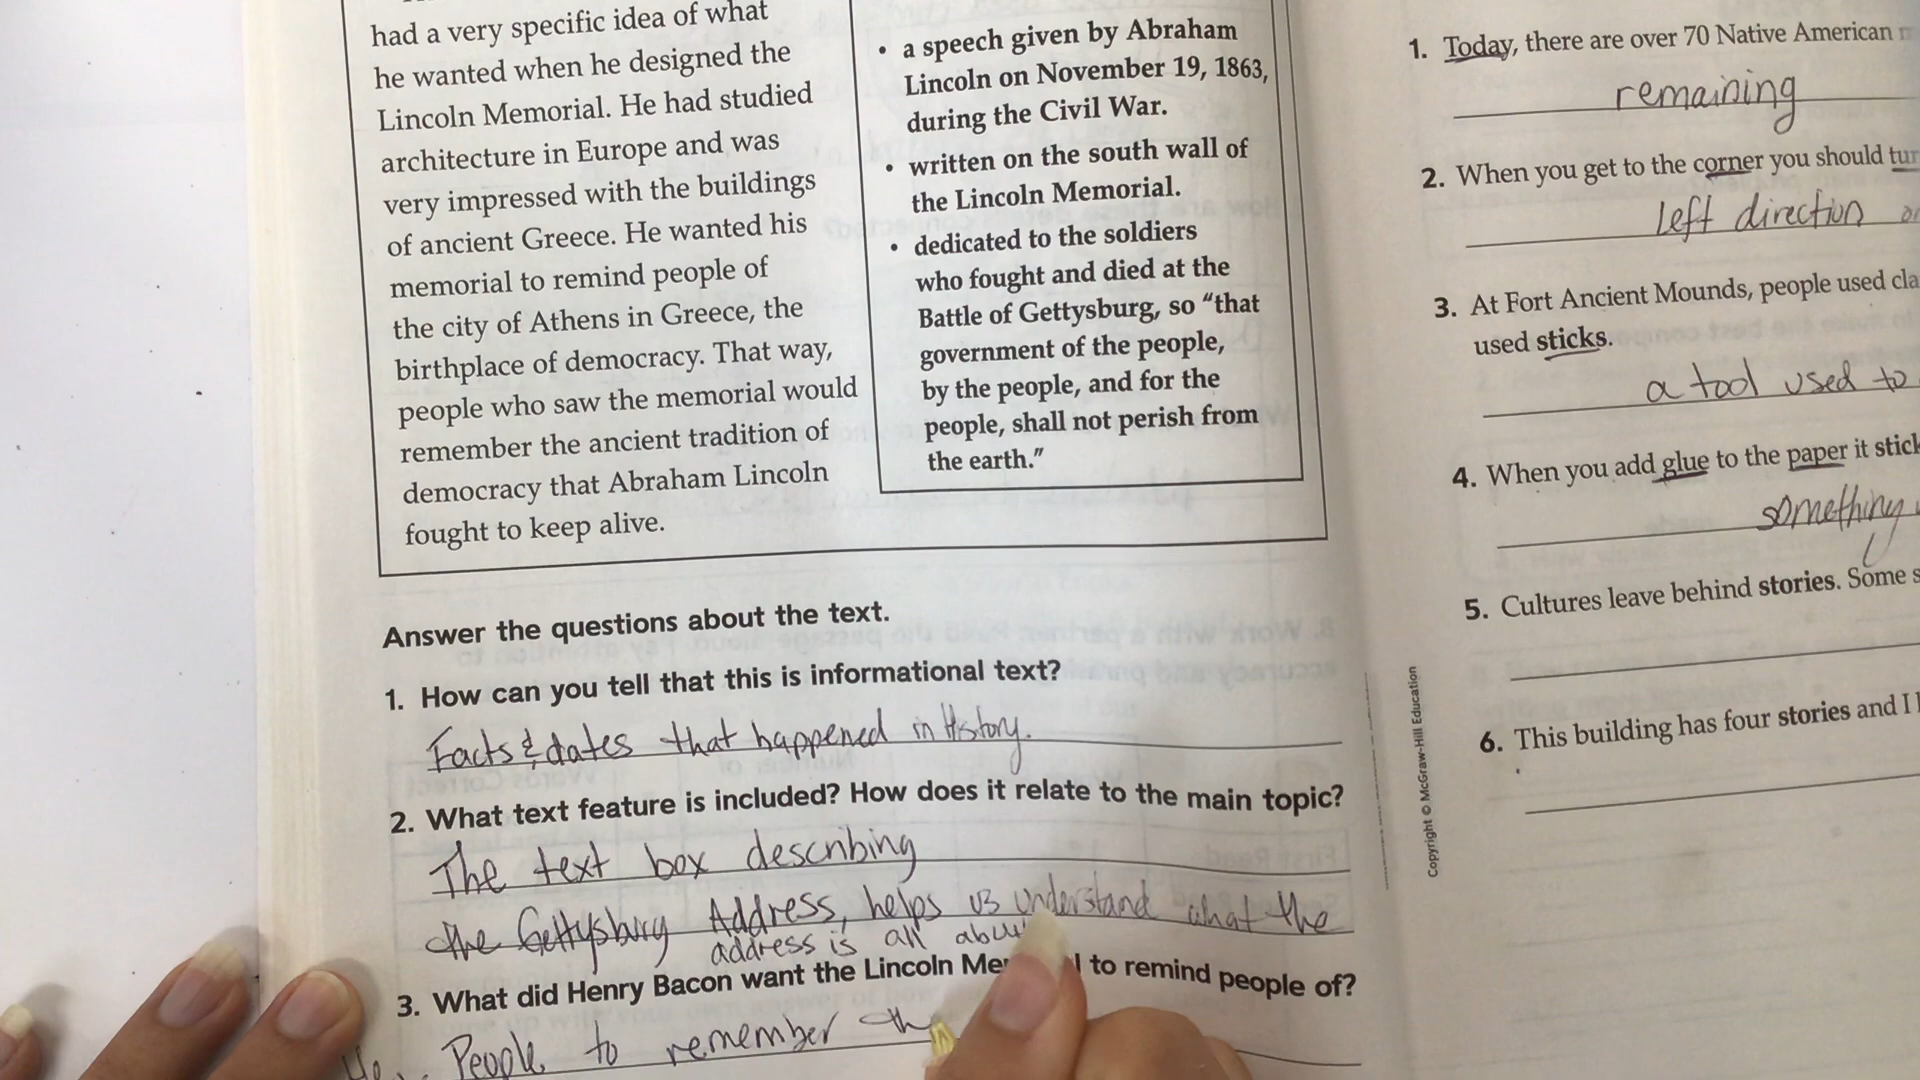 had a very specific idea of what
he wanted when he designed the
Lincoln Memorial. He had studied
architecture in Europe and was
very impressed with the buildings
of ancient Greece. He wanted his
memorial to remind people of
the city of Athens in Greece, the
birthplace of democracy. That way,
people who saw the memorial would
remember the ancient tradition of
democracy that Abraham Lincoln
fought to keep alive.
• a speech given by Abraham
Lincoln on November 19, 1863,
during the Civil War.
• written on the south wall of
the Lincoln Memorial.
• dedicated to the soldiers
who fought and died at the
Battle of Gettysburg, so “that
government of the people,
by the people, and for the
people, shall not perish from
the earth.”
Answer the questions about the text.
1. How can you tell that this is informational text?
Facts & dates that happened in History.
2. What text feature is included? How does it relate to the main topic?
The text box describing
the Gettysburg Address, helps us understand what the
address is all
3. What did Henry Bacon want the Lincoln to remind people of?
People to remember
Copyright © McGraw-Hill Education
1. Today, there are over 70 Native American
remaining
2. When you get to the corner you should
left direction
3. At Fort Ancient Mounds, people used
used sticks.
a tool used to
4. When you add glue to the paper it
something
5. Cultures leave behind stories. Some
6. This building has four stories and I